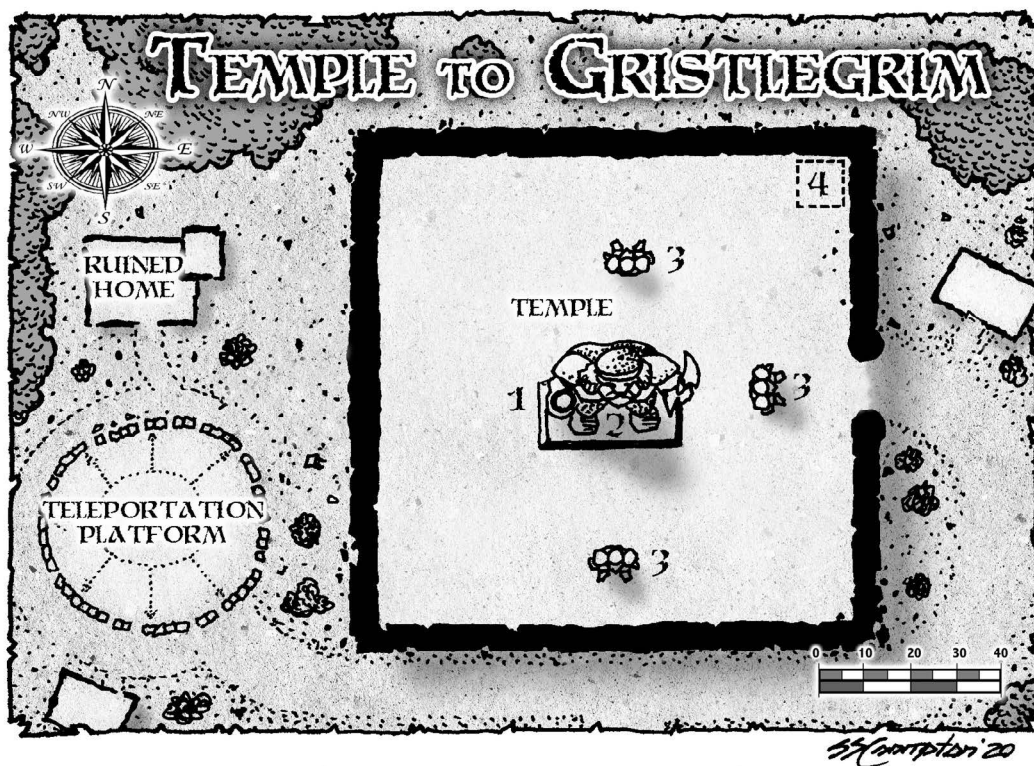 TEMPLE TO GRISTLEGRIM
N
NW NE
W E
SW SE
S
4
RUINED
HOME
3
TEMPLE
1
3
2
TELEPORTATION
PLATFORM
3
0 10 20 30 40
SSCrumpton '20